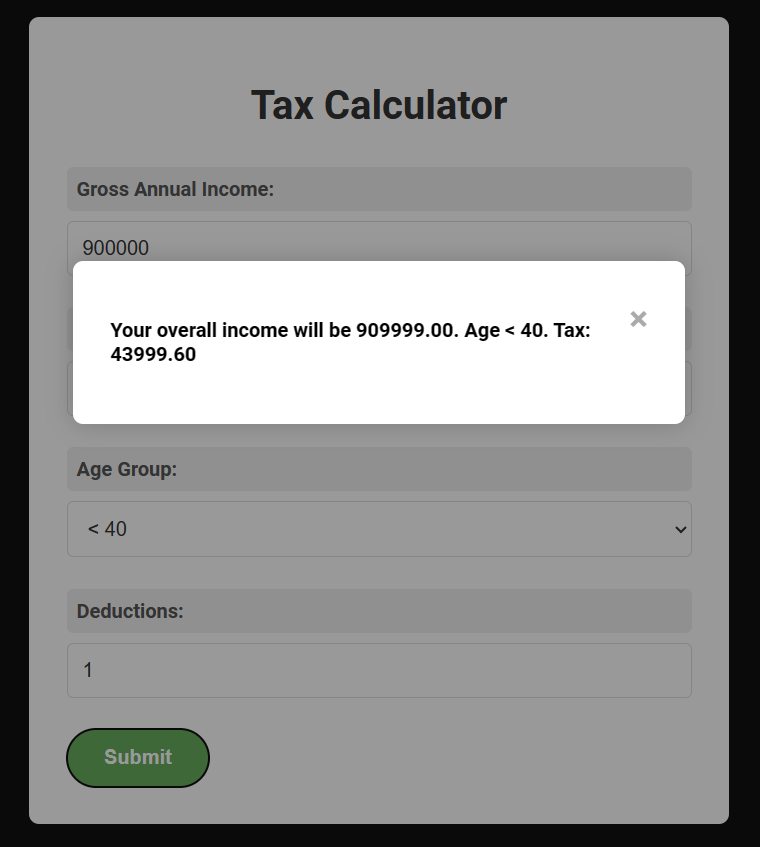 Tax Calculator
Gross Annual Income:
900000
Your overall income will be 909999.00. Age < 40. Tax:
43999.60
×
Age Group:
< 40
Deductions:
1
Submit